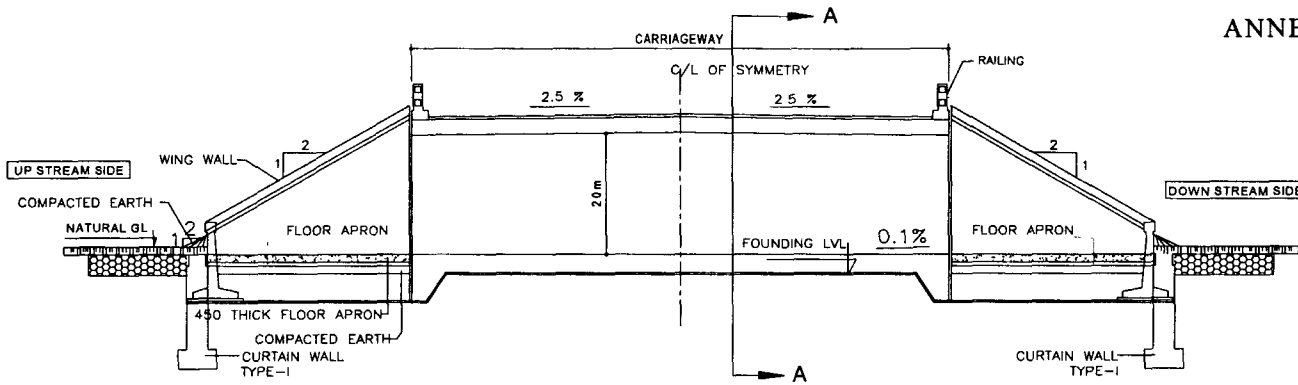 A
ANNE
CARRIAGEWAY
C/L OF SYMMETRY
RAILING
2.5 %
2 5 %
2
1
WING WALL
2
1
UP STREAM SIDE
DOWN STREAM SIDE
COMPACTED EARTH
20m
NATURAL GL
1 2
FLOOR APRON
FOUNDING LVL
0.1%
FLOOR APRON
450 THICK FLOOR APRON
COMPACTED EARTH
CURTAIN WALL
TYPE-I
CURTAIN WALL
TYPE-I
A